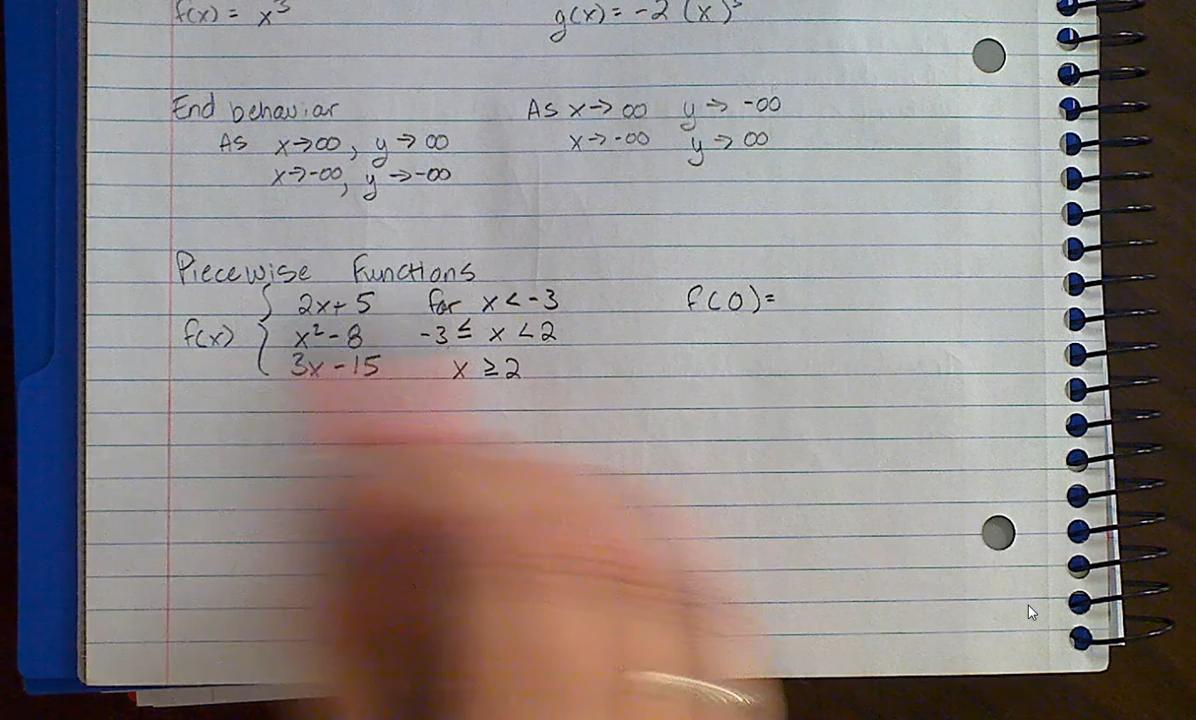 f(x) = x³ g(x) = -2 (x)³
End behavior As x→∞ y→ -∞
As x→∞, y→∞ x→-∞ y→∞
x→-∞, y→-∞
Piecewise Functions
2x+5 for x<-3 f(0)=
f(x) { x²-8 -3≤ x <2
3x-15 x ≥2